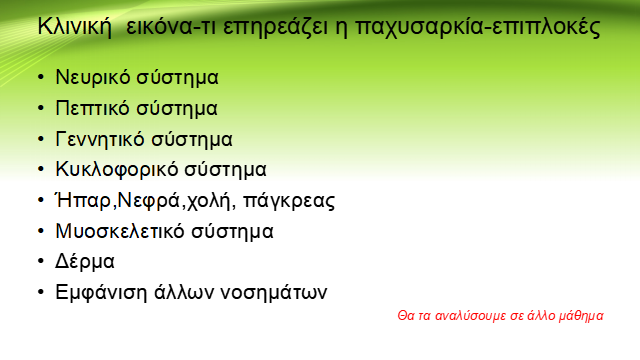 Κλινική  εικόνα-τι επηρεάζει η παχυσαρκία-επιπλοκές
• Νευρικό σύστημα
• Πεπτικό σύστημα
• Γεννητικό σύστημα
• Κυκλοφορικό σύστημα
• Ήπαρ,Νεφρά,χολή, πάγκρεας
• Μυοσκελετικό σύστημα
• Δέρμα
• Εμφάνιση άλλων νοσημάτων
Θα τα αναλύσουμε σε άλλο μάθημα